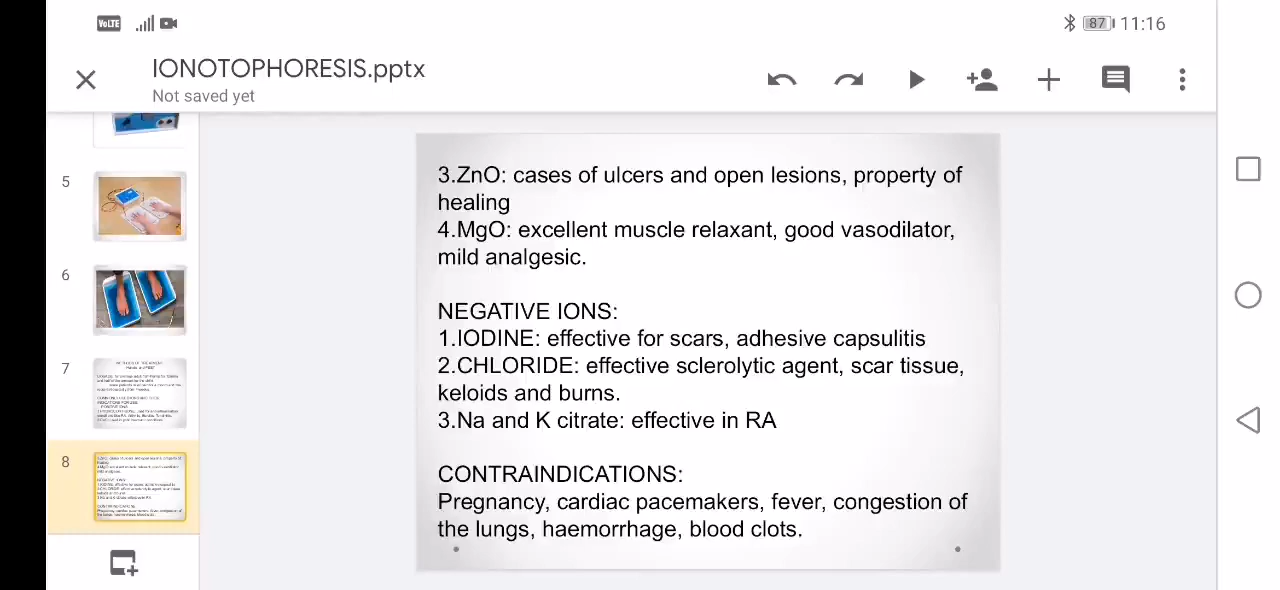 VoLTE
87 11:16
IONOTOPHORESIS.pptx
Not saved yet
5
6
7
8
3.ZnO: cases of ulcers and open lesions, property of
healing
4.MgO: excellent muscle relaxant, good vasodilator,
mild analgesic.
NEGATIVE IONS:
1.IODINE: effective for scars, adhesive capsulitis
2.CHLORIDE: effective sclerolytic agent, scar tissue,
keloids and burns.
3.Na and K citrate: effective in RA
CONTRAINDICATIONS:
Pregnancy, cardiac pacemakers, fever, congestion of
the lungs, haemorrhage, blood clots.